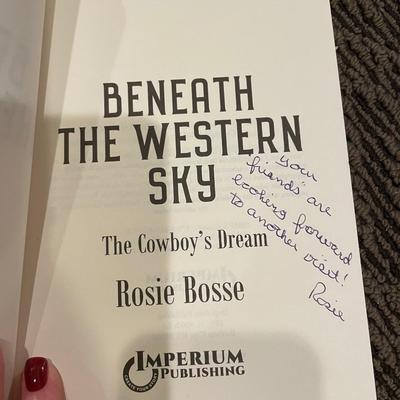 BENEATH
THE WESTERN
SKY
your
"friends" are
looking forward
to another visit!
Rosie
The Cowboy's Dream
Rosie Bosse
IMPERIUM
PUBLISHING